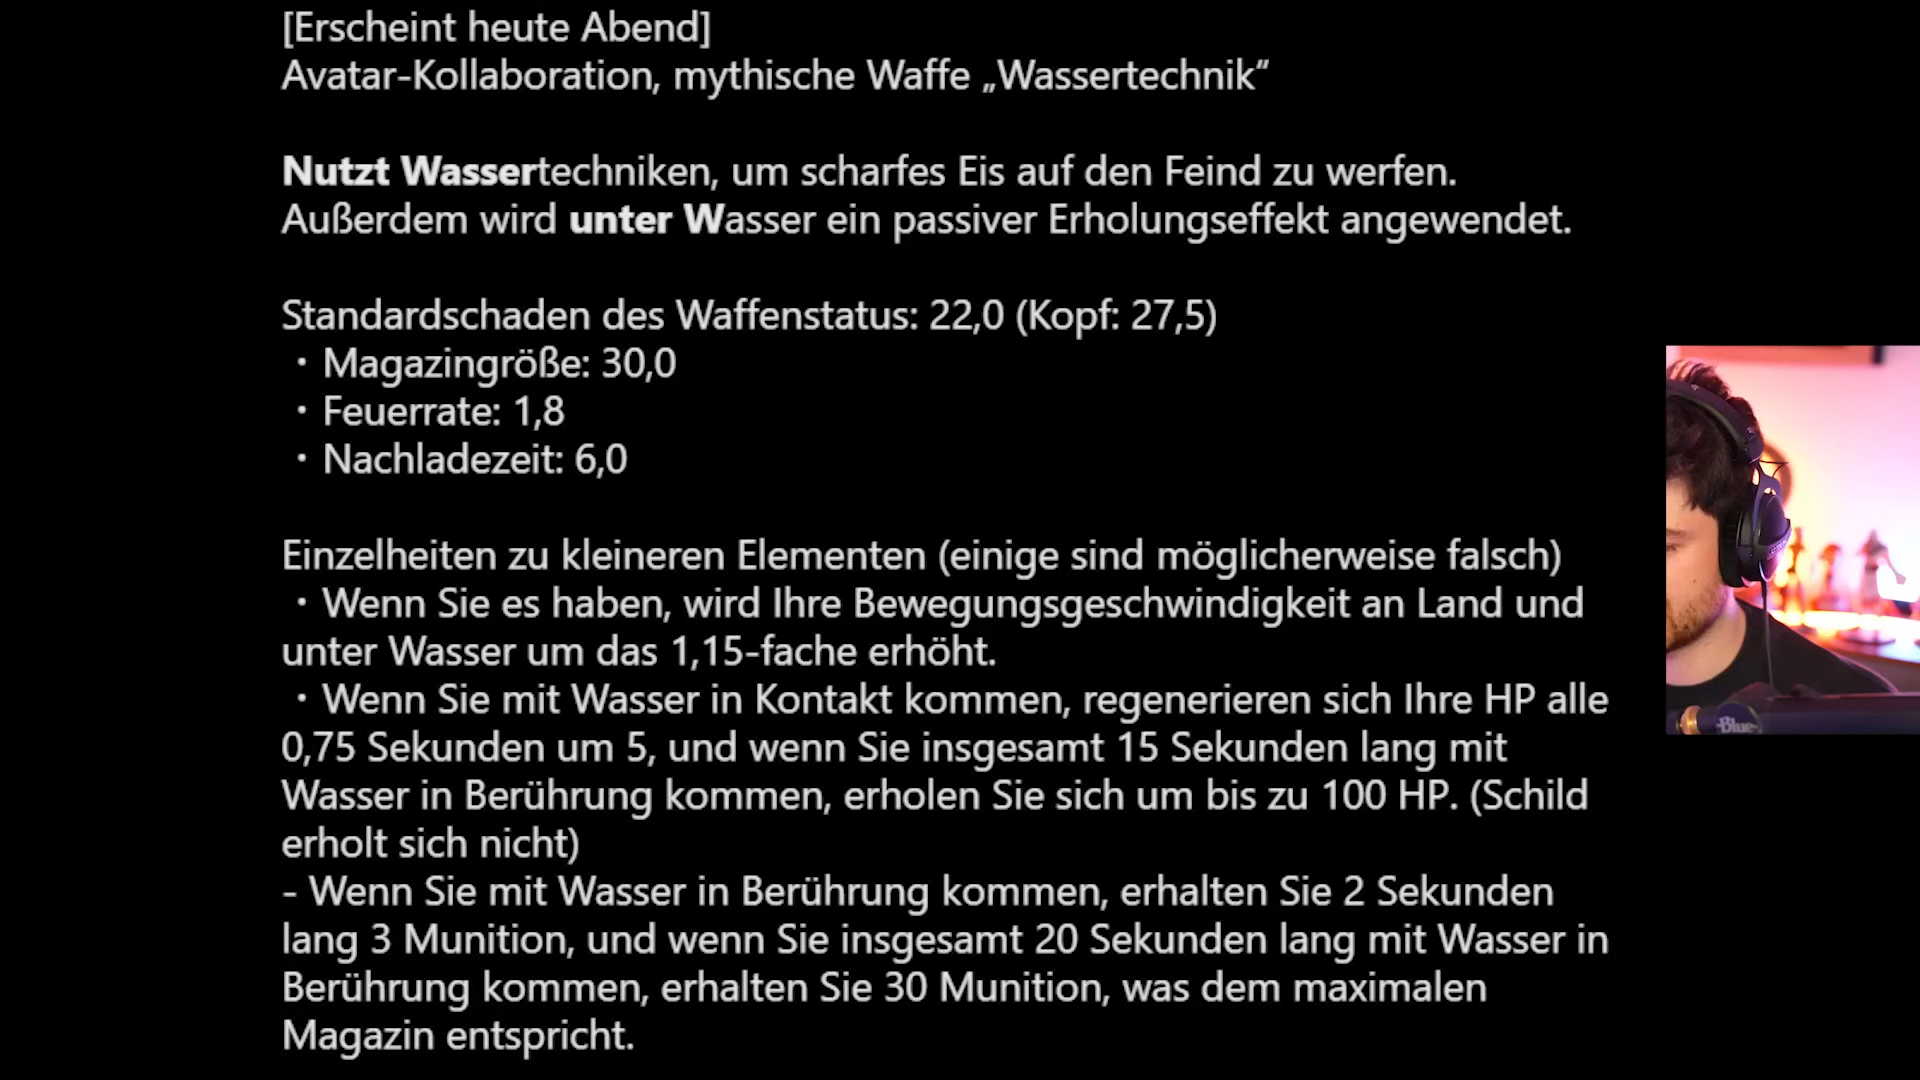 [Erscheint heute Abend]
Avatar-Kollaboration, mythische Waffe „Wassertechnik“
Nutzt Wassertechniken, um scharfes Eis auf den Feind zu werfen.
Außerdem wird unter Wasser ein passiver Erholungseffekt angewendet.
Standardschaden des Waffenstatus: 22,0 (Kopf: 27,5)
・Magazingröße: 30,0
・Feuerrate: 1,8
・Nachladezeit: 6,0
Einzelheiten zu kleineren Elementen (einige sind möglicherweise falsch)
・Wenn Sie es haben, wird Ihre Bewegungsgeschwindigkeit an Land und
unter Wasser um das 1,15-fache erhöht.
・Wenn Sie mit Wasser in Kontakt kommen, regenerieren sich Ihre HP alle
0,75 Sekunden um 5, und wenn Sie insgesamt 15 Sekunden lang mit
Wasser in Berührung kommen, erholen Sie sich um bis zu 100 HP. (Schild
erholt sich nicht)
- Wenn Sie mit Wasser in Berührung kommen, erhalten Sie 2 Sekunden
lang 3 Munition, und wenn Sie insgesamt 20 Sekunden lang mit Wasser in
Berührung kommen, erhalten Sie 30 Munition, was dem maximalen
Magazin entspricht.
Blue